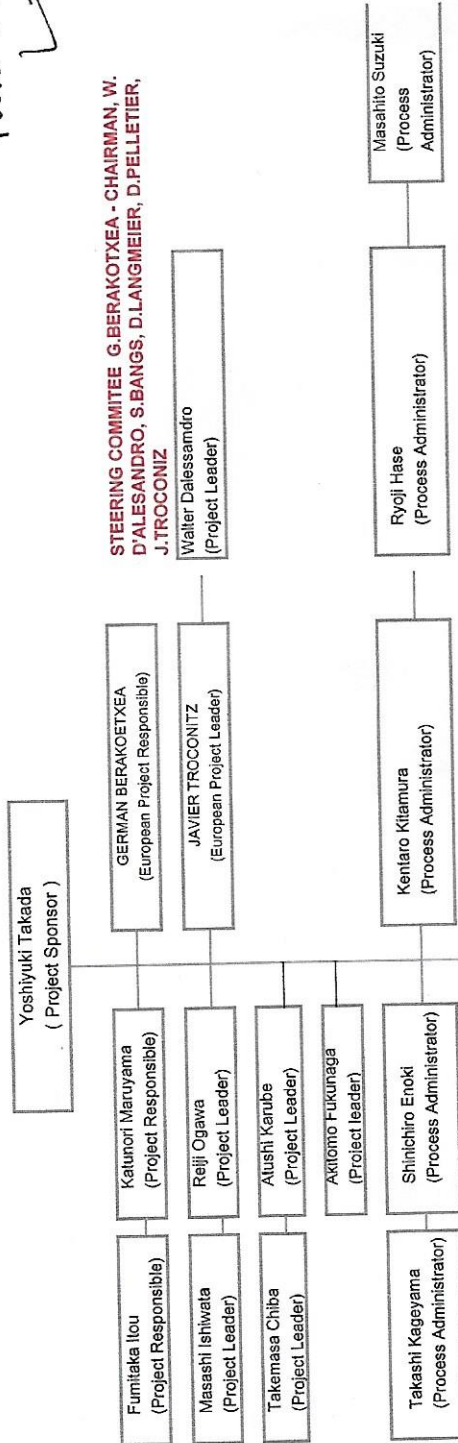 Yoshiyuki Takada
( Project Sponsor )
STEERING COMMITEE G.BERAKOTXEA - CHAIRMAN, W.
D'ALESANDRO, S.BANGS, D.LANGMEIER, D.PELLETIER,
J.TROCONIZ
Fumitaka Itou
(Project Responsible)
Katunori Maruyama
(Project Responsible)
GERMAN BERAKOETXEA
(European Project Responsible)
Masashi Ishiwata
(Project Leader)
Reiji Ogawa
(Project Leader)
JAVIER TROCONITZ
(European Project Leader)
Walter Dalessamdro
(Project Leader)
Takemasa Chiba
(Project Leader)
Atushi Karube
(Project Leader)
Akitomo Fukunaga
(Project leader)
Takashi Kageyama
(Process Administrator)
Shinichiro Enoki
(Process Administrator)
Kentaro Kitamura
(Process Administrator)
Ryoji Hase
(Process Administrator)
Masahito Suzuki
(Process
Administrator)